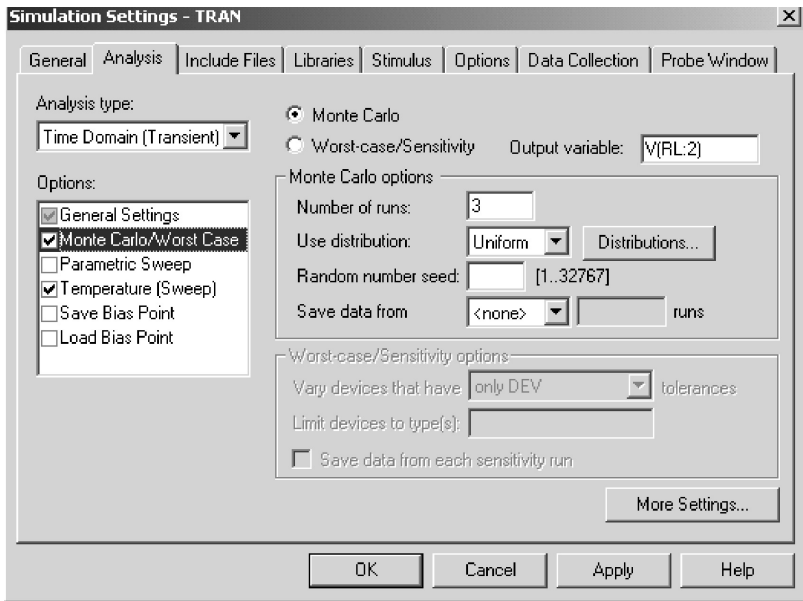 Simulation Settings - TRAN
General Analysis Include Files Libraries Stimulus Options Data Collection Probe Window
Analysis type:
Time Domain (Transient)
Options:
General Settings
Monte Carlo/Worst Case
Parametric Sweep
Temperature (Sweep)
Save Bias Point
Load Bias Point
Monte Carlo
Worst-case/Sensitivity Output variable: V(RL:2)
Monte Carlo options
Number of runs: 3
Use distribution: Uniform Distributions...
Random number seed: [1..32767]
Save data from <none> runs
Worst-case/Sensitivity options
Vary devices that have only DEV tolerances
Limit devices to type(s):
Save data from each sensitivity run
More Settings...
OK Cancel Apply Help